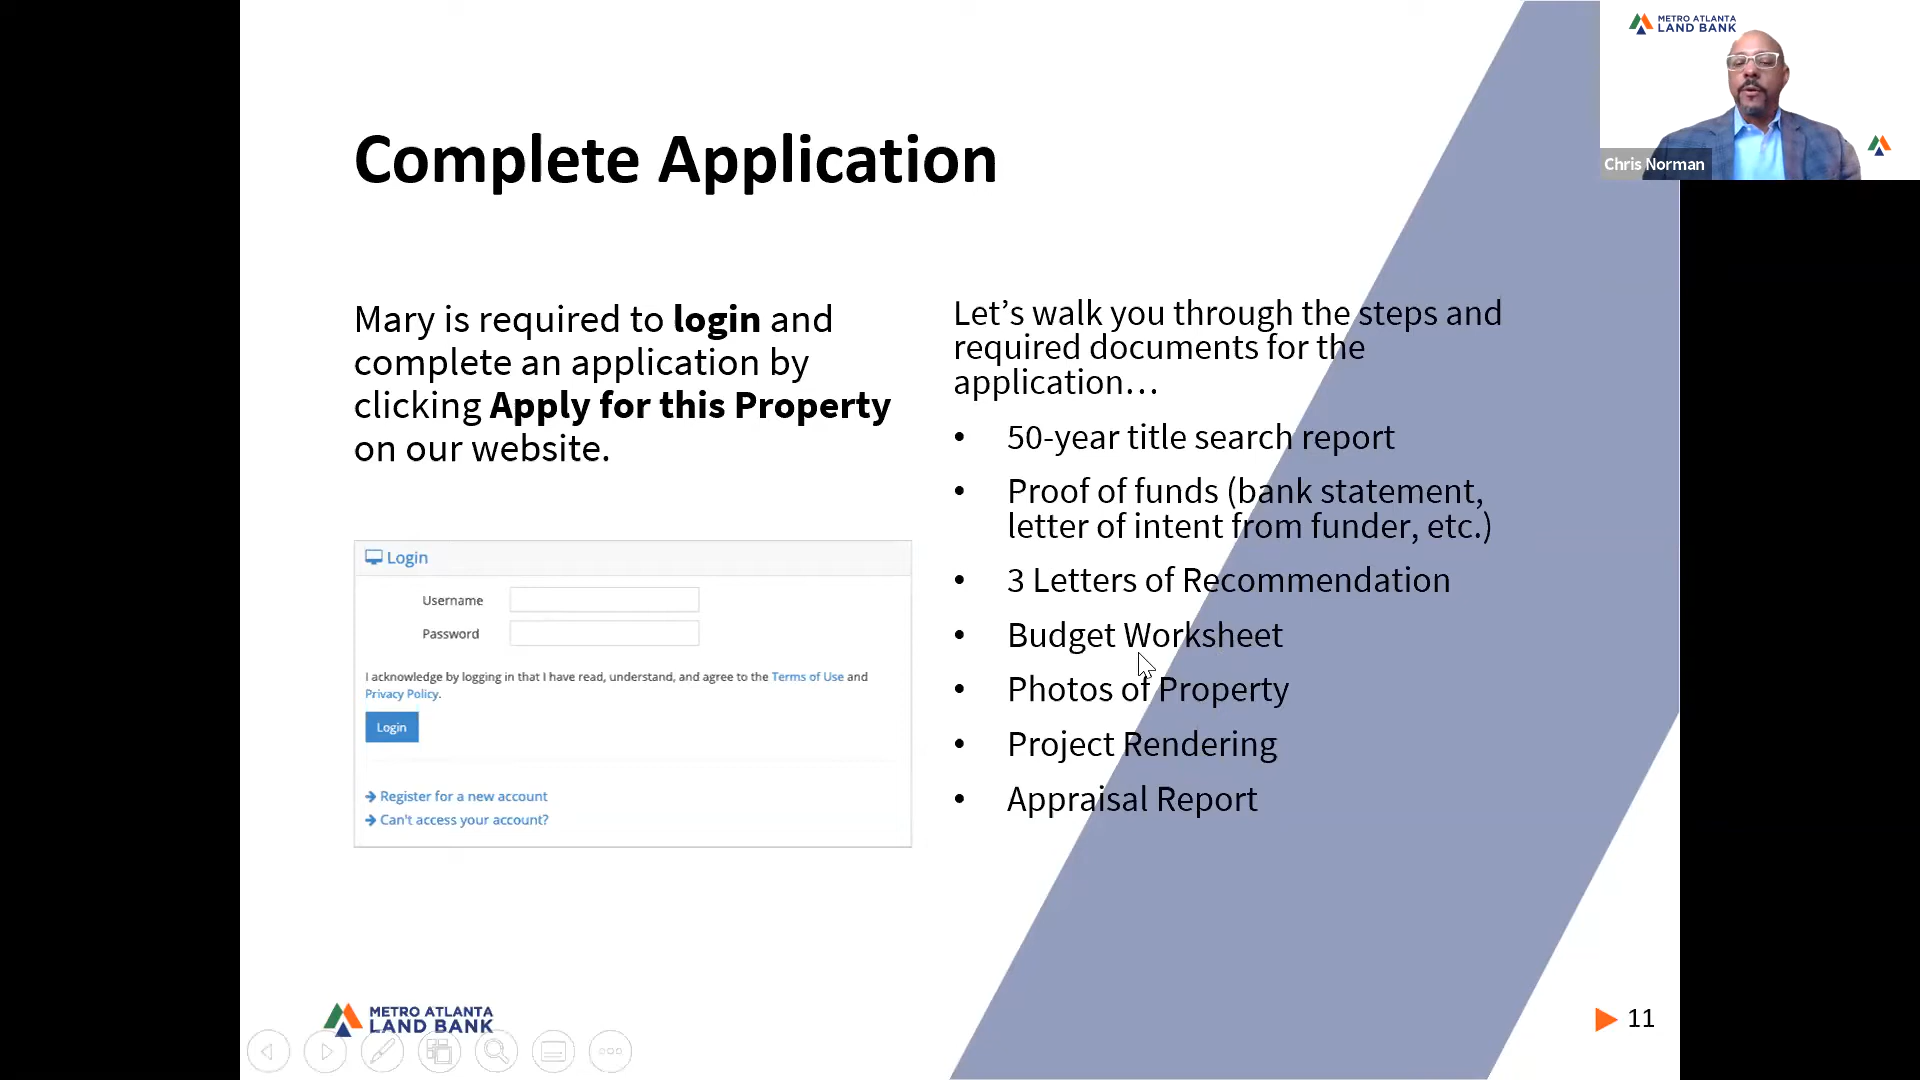 METRO ATLANTA
LAND BANK
Chris Norman
Complete Application
Mary is required to login and
complete an application by
clicking Apply for this Property
on our website.
Login
Username
Password
I acknowledge by logging in that I have read, understand, and agree to the Terms of Use and
Privacy Policy.
Login
Register for a new account
Can't access your account?
Let’s walk you through the steps and
required documents for the
application…
• 50-year title search report
• Proof of funds (bank statement,
letter of intent from funder, etc.)
• 3 Letters of Recommendation
• Budget Worksheet
• Photos of Property
• Project Rendering
• Appraisal Report
METRO ATLANTA
LAND BANK
11